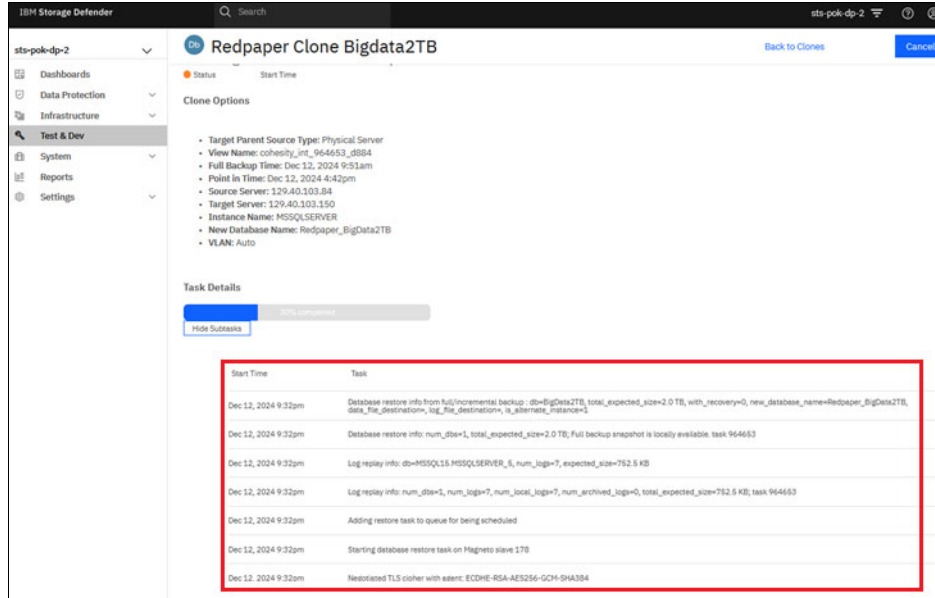 IBM Storage Defender
Search
sts-pok-dp-2
sts-pok-dp-2
Db Redpaper Clone Bigdata2TB
Back to Clones
Cancel
Dashboards
Data Protection
Infrastructure
Test & Dev
System
Reports
Settings
Status Start Time
Clone Options
• Target Parent Source Type: Physical Server
• View Name: cohesity_int_964653_d884
• Full Backup Time: Dec 12, 2024 9:51am
• Point in Time: Dec 12, 2024 4:42pm
• Source Server: 129.40.103.84
• Target Server: 129.40.103.150
• Instance Name: MSSQLSERVER
• New Database Name: Redpaper_BigData2TB
• VLAN: Auto
Task Details
30% completed
Hide Subtasks
Start Time Task
Dec 12, 2024 9:32pm Database restore info from full/incremental backup : db=BigData2TB, total_expected_size=2.0 TB, with_recovery=0, new_database_name=Redpaper_BigData2TB,
data_file_destination=, log_file_destination=, is_alternate_instance=1
Dec 12, 2024 9:32pm Database restore info: num_dbs=1, total_expected_size=2.0 TB; Full backup snapshot is locally available. task 964653
Dec 12, 2024 9:32pm Log replay info: db=MSSQL15.MSSQLSERVER_5, num_logs=7, expected_size=752.5 KB
Dec 12, 2024 9:32pm Log replay info: num_dbs=1, num_logs=7, num_local_logs=7, num_archived_logs=0, total_expected_size=752.5 KB; task 964653
Dec 12, 2024 9:32pm Adding restore task to queue for being scheduled
Dec 12, 2024 9:32pm Starting database restore task on Magneto slave 178
Dec 12, 2024 9:32pm Negotiated TLS cipher with agent: ECDHE-RSA-AES256-GCM-SHA384